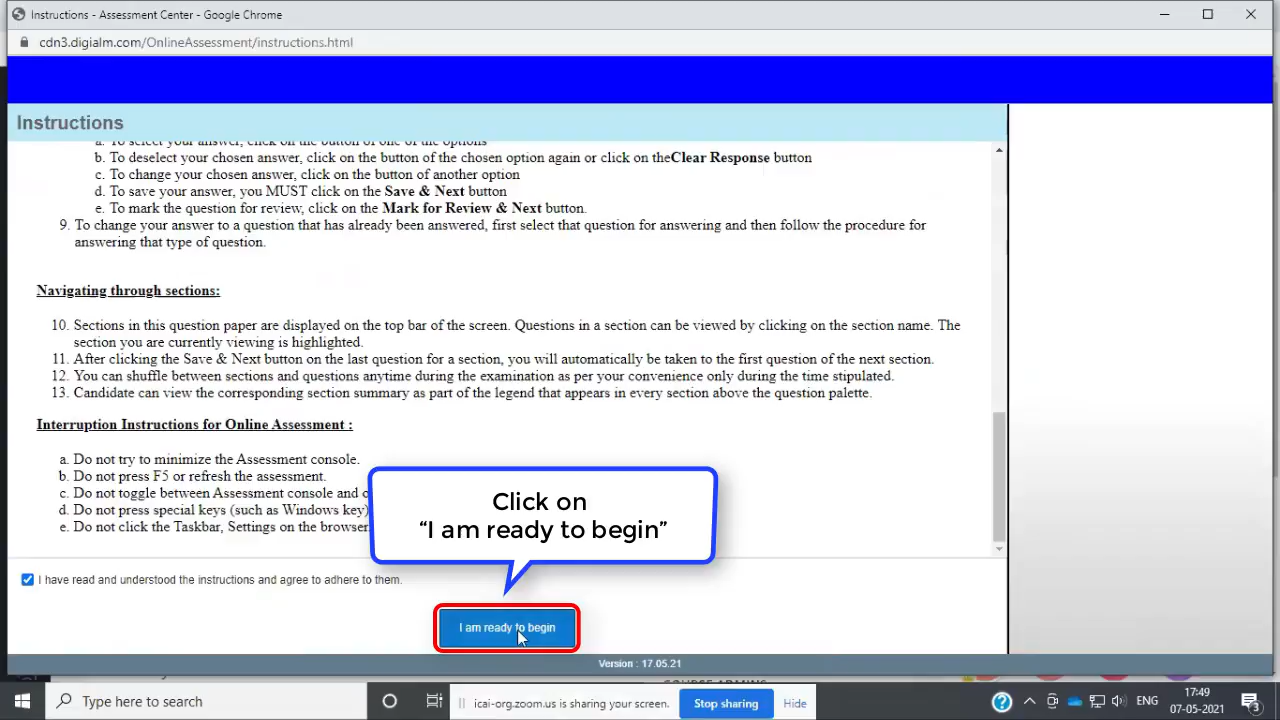 Instructions - Assessment Center - Google Chrome
cdn3.digialm.com/OnlineAssessment/instructions.html
Instructions
a. To select your answer, click on the button of one of the options
b. To deselect your chosen answer, click on the button of the chosen option again or click on theClear Response button
c. To change your chosen answer, click on the button of another option
d. To save your answer, you MUST click on the Save & Next button
e. To mark the question for review, click on the Mark for Review & Next button.
9. To change your answer to a question that has already been answered, first select that question for answering and then follow the procedure for
answering that type of question.
Navigating through sections:
10. Sections in this question paper are displayed on the top bar of the screen. Questions in a section can be viewed by clicking on the section name. The
section you are currently viewing is highlighted.
11. After clicking the Save & Next button on the last question for a section, you will automatically be taken to the first question of the next section.
12. You can shuffle between sections and questions anytime during the examination as per your convenience only during the time stipulated.
13. Candidate can view the corresponding section summary as part of the legend that appears in every section above the question palette.
Interruption Instructions for Online Assessment :
a. Do not try to minimize the Assessment console.
b. Do not press F5 or refresh the assessment.
c. Do not toggle between Assessment console and
d. Do not press special keys (such as Windows key)
e. Do not click the Taskbar, Settings on the browser
Click on
“I am ready to begin”
I have read and understood the instructions and agree to adhere to them.
I am ready to begin
Version : 17.05.21
Type here to search
icai-org.zoom.us is sharing your screen.
Stop sharing
Hide
ENG
17:49
07-05-2021
3